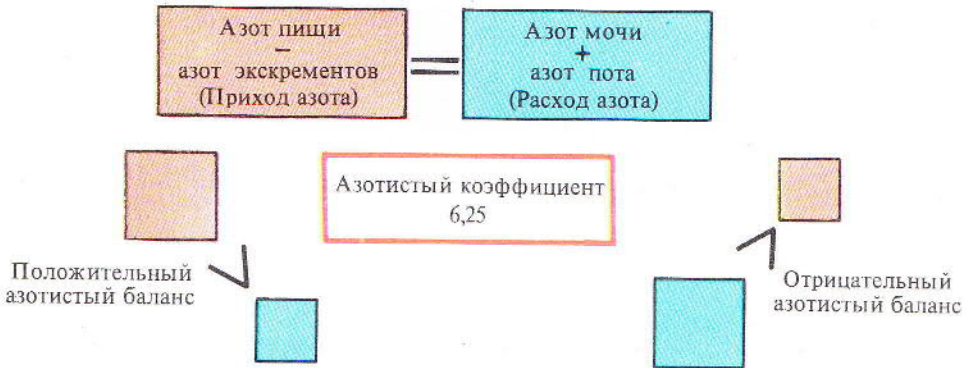 Азот пищи
−
азот экскрементов
(Приход азота)
=
Азот мочи
+
азот пота
(Расход азота)
Азотистый коэффициент
6,25
Положительный
азотистый баланс
Отрицательный
азотистый баланс